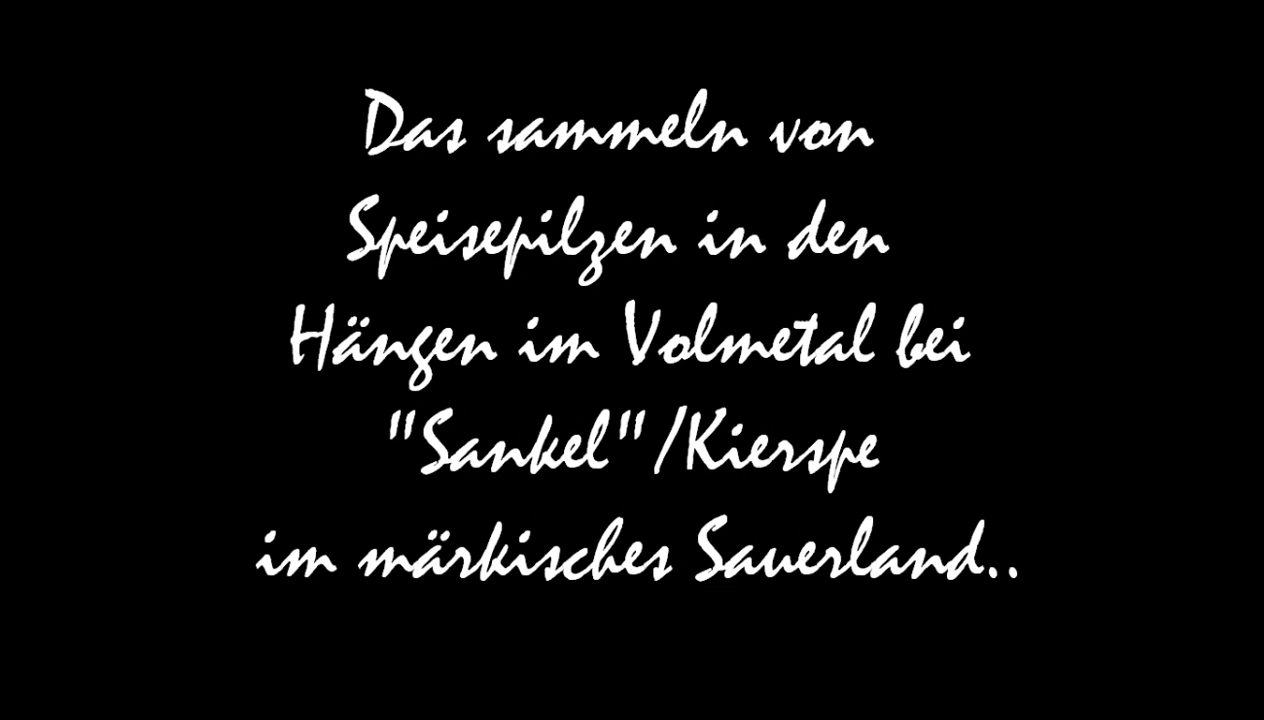 Das sammeln von
Speisepilzen in den
Hängen im Volmetal bei
"Sankel"/Kierspe
im märkisches Sauerland..